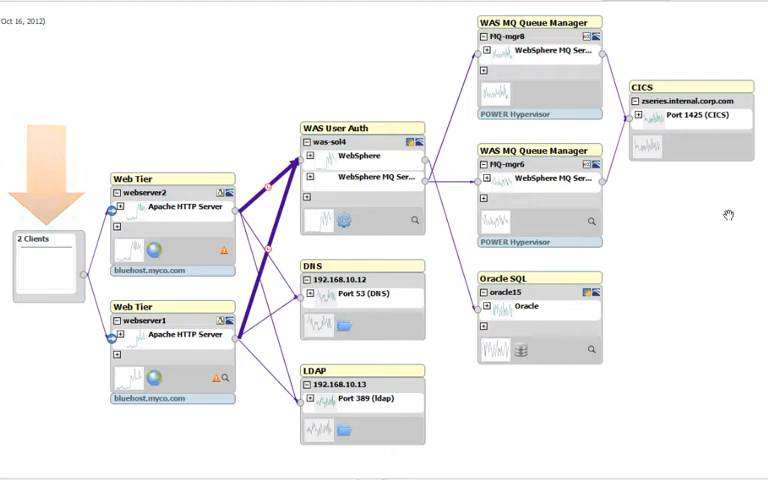 Oct 16, 2012)
2 Clients
Web Tier
webserver2
Apache HTTP Server
bluehost.myco.com
Web Tier
webserver1
Apache HTTP Server
bluehost.myco.com
WAS User Auth
was-sol4
WebSphere
WebSphere MQ Ser...
DNS
192.168.10.12
Port 53 (DNS)
LDAP
192.168.10.13
Port 389 (ldap)
WAS MQ Queue Manager
MQ-mgr8
WebSphere MQ Ser...
POWER Hypervisor
WAS MQ Queue Manager
MQ-mgr6
WebSphere MQ Ser...
POWER Hypervisor
Oracle SQL
oracle15
Oracle
CICS
zseries.internal.corp.com
Port 1425 (CICS)